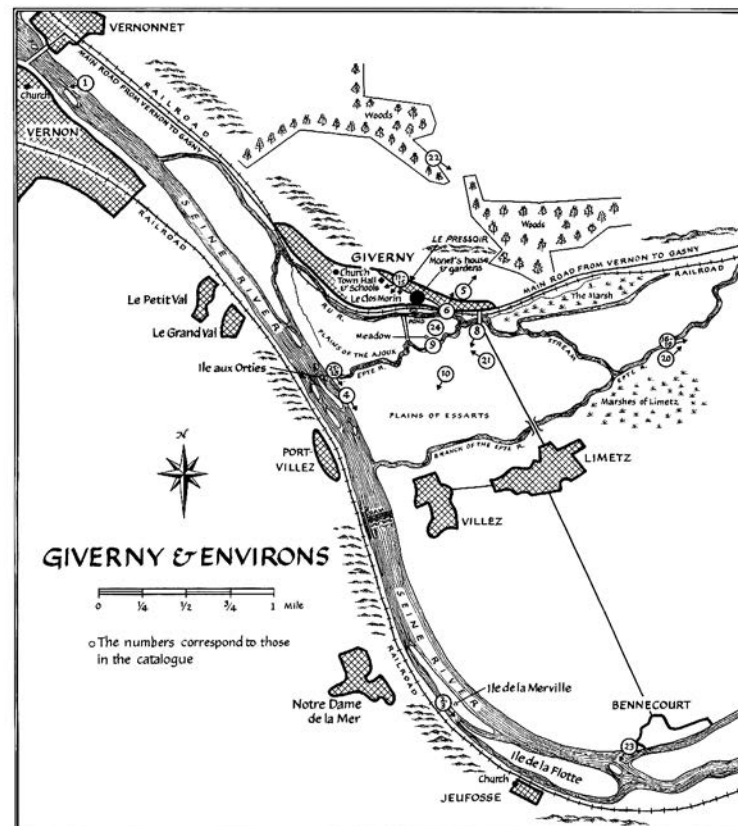 VERNONNET
MAIN ROAD FROM VERNON TO GASNY
RAILROAD
1
Church
VERNON
RAILROAD
SEINE RIVER
Woods
22
Woods
LE PRESSOIR
GIVERNY
Monet's house
& gardens
Church
Town Hall
& Schools
Le Clos Morin
5
MAIN ROAD FROM VERNON TO GASNY
RAILROAD
The Marsh
RU R.
6
POND
Meadow
24
8
9
21
STREAM
PLAINS OF THE AJOUX
EPTE R.
Le Petit Val
Le Grand Val
Ile aux Orties
4
10
EPTE R.
20
Marshes of Limetz
PLAINS OF ESSARTS
BRANCH OF THE EPTE R.
PORT-
VILLEZ
LIMETZ
VILLEZ
N
DAM
GIVERNY & ENVIRONS
0 1/4 1/2 3/4 1 Mile
The numbers correspond to those
in the catalogue
SEINE RIVER
RAILROAD
Notre Dame
de la Mer
Ile de la Merville
BENNECOURT
23
Ile de la Flotte
Church
JEUFOSSE